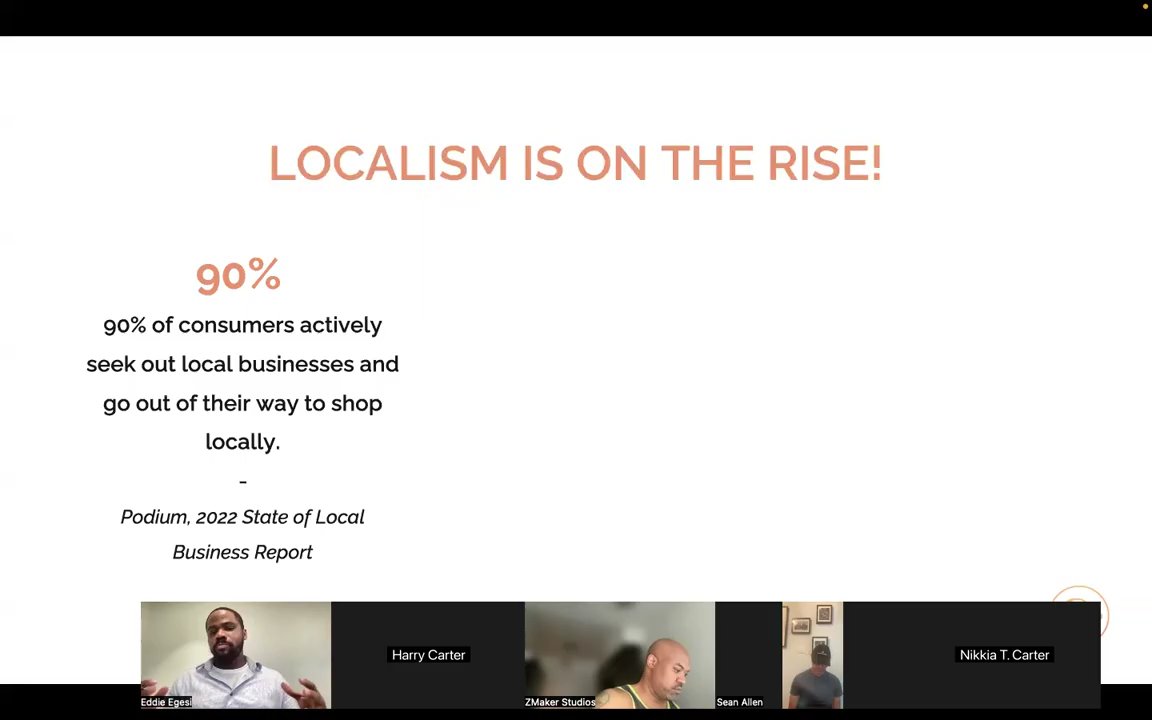 LOCALISM IS ON THE RISE!
90%
90% of consumers actively
seek out local businesses and
go out of their way to shop
locally.
-
Podium, 2022 State of Local
Business Report
Eddie Egesi
Harry Carter
ZMaker Studios
Sean Allen
Nikkia T. Carter